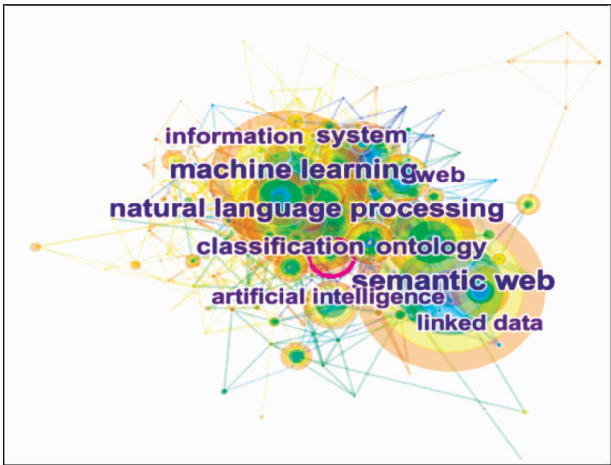 information system
machine learning web
natural language processing
classification ontology
semantic web
artificial intelligence
linked data